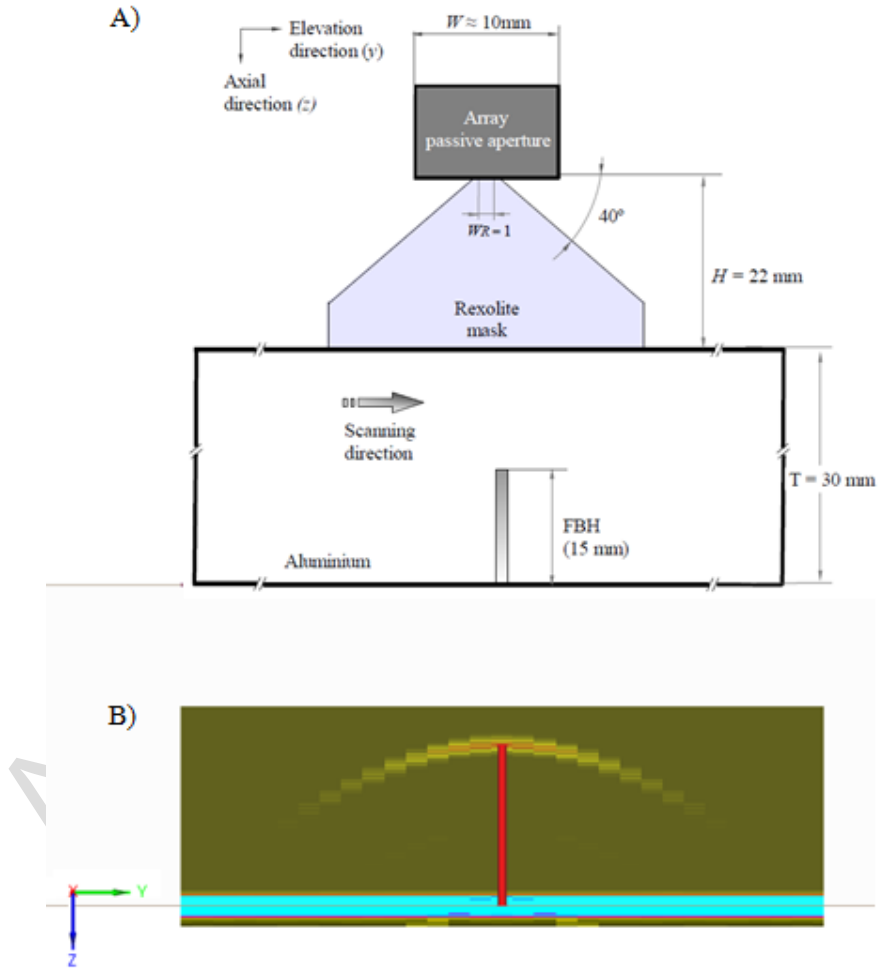 A)
Elevation
direction (y)
W ≈ 10mm
Axial
direction (z)
Array
passive aperture
40º
WR = 1
H = 22 mm
Rexolite
mask
Scanning
direction
T = 30 mm
FBH
(15 mm)
Aluminium
B)
X
Y
Z